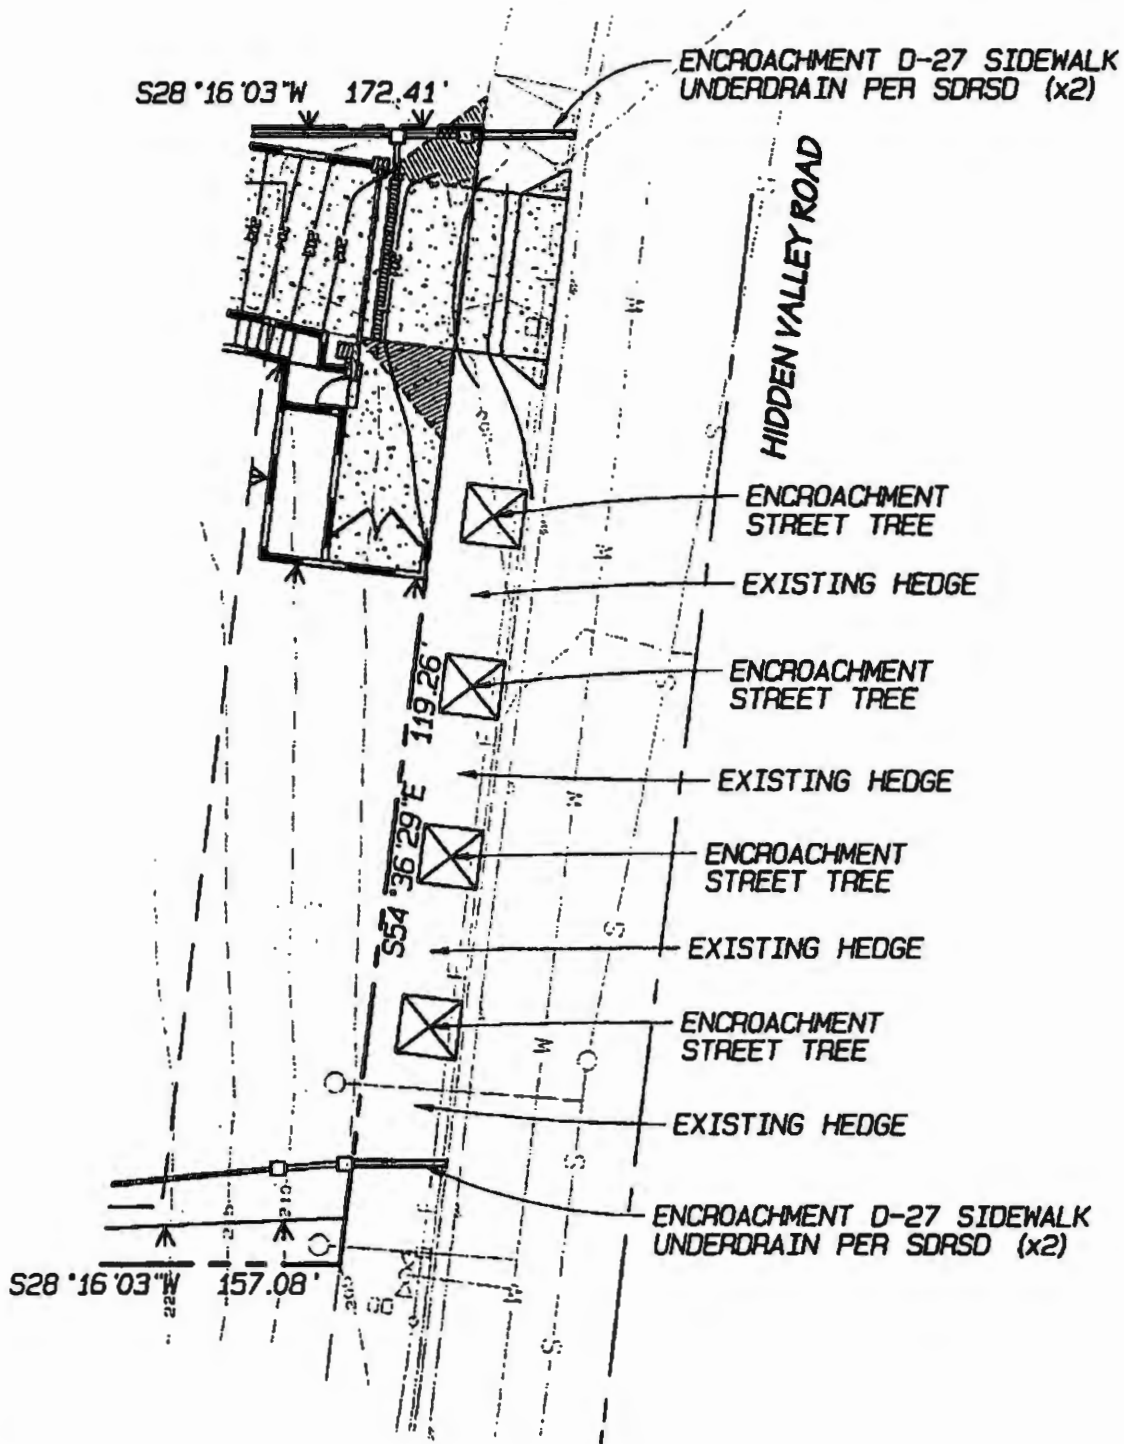 ENCROACHMENT D-27 SIDEWALK
UNDERDRAIN PER SDRSD (x2)
S28°16'03"W 172.41'
HIDDEN VALLEY ROAD
W
S
ENCROACHMENT
STREET TREE
W
EXISTING HEDGE
ENCROACHMENT
STREET TREE
S
119.26'
EXISTING HEDGE
W
S54°36'29"E
ENCROACHMENT
STREET TREE
S
EXISTING HEDGE
ENCROACHMENT
STREET TREE
W
EXISTING HEDGE
S
210
ENCROACHMENT D-27 SIDEWALK
UNDERDRAIN PER SDRSD (x2)
S28°16'03"W 157.08'
W
S